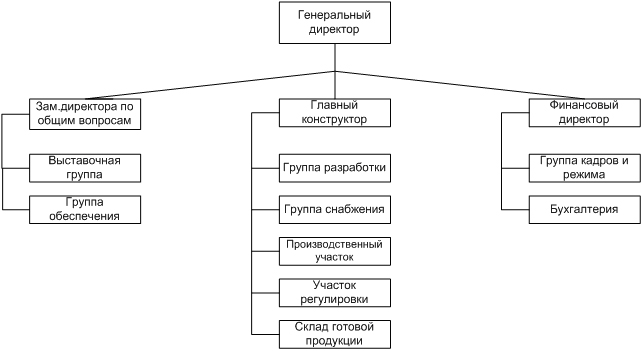 Генеральный
директор
Зам.директора по
общим вопросам
Выставочная
группа
Группа
обеспечения
Главный
конструктор
Группа разработки
Группа снабжения
Производственный
участок
Участок
регулировки
Склад готовой
продукции
Финансовый
директор
Группа кадров и
режима
Бухгалтерия